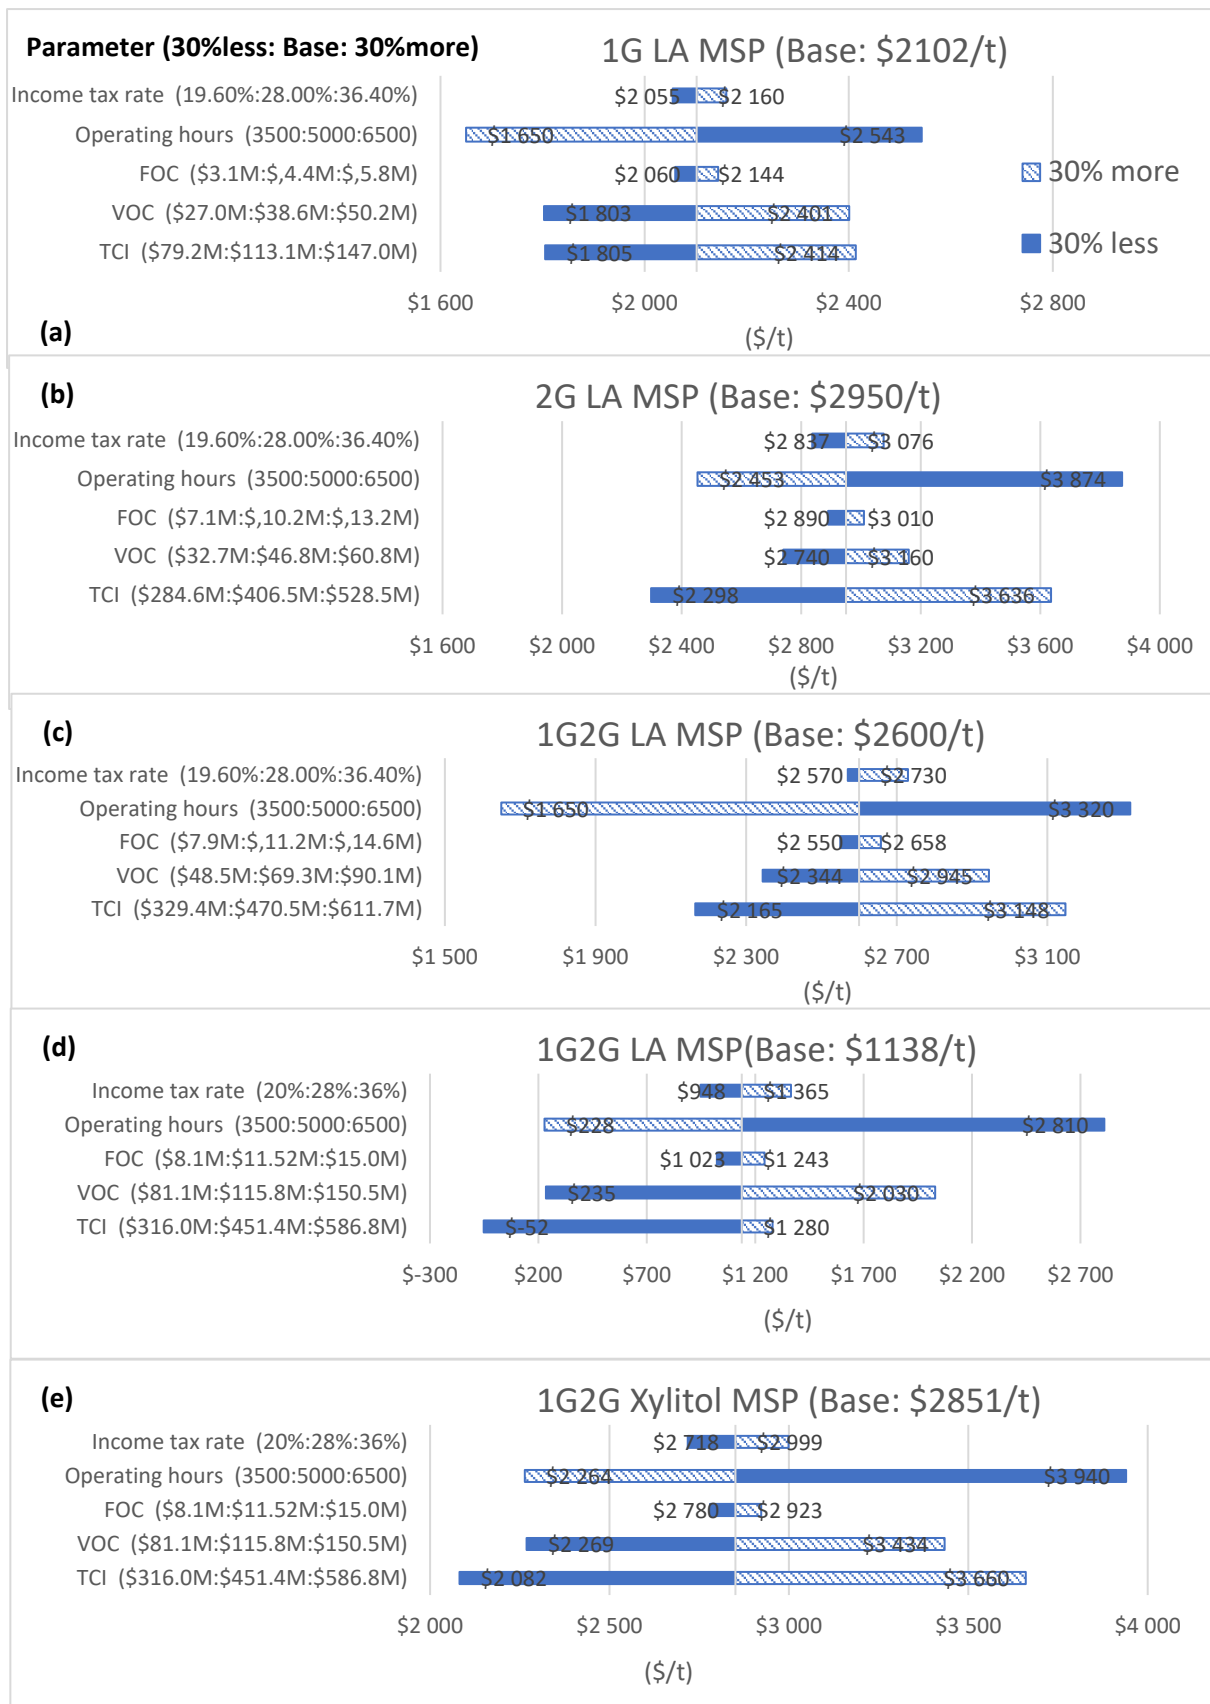 Parameter (30%less: Base: 30%more)
1G LA MSP (Base: $2102/t)
Income tax rate (19.60%:28.00%:36.40%)
$2 055
$2 160
Operating hours (3500:5000:6500)
$1 650
$2 543
FOC ($3.1M:$,4.4M:$,5.8M)
$2 060
$2 144
30% more
VOC ($27.0M:$38.6M:$50.2M)
$1 803
$2 401
TCI ($79.2M:$113.1M:$147.0M)
$1 805
$2 414
30% less
$1 600
$2 000
$2 400
$2 800
(a)
($/t)
(b)
2G LA MSP (Base: $2950/t)
Income tax rate (19.60%:28.00%:36.40%)
$2 837
$3 076
Operating hours (3500:5000:6500)
$2 453
$3 874
FOC ($7.1M:$,10.2M:$,13.2M)
$2 890
$3 010
VOC ($32.7M:$46.8M:$60.8M)
$2 740
$3 160
TCI ($284.6M:$406.5M:$528.5M)
$2 298
$3 636
$1 600
$2 000
$2 400
$2 800
$3 200
$3 600
$4 000
($/t)
(c)
1G2G LA MSP (Base: $2600/t)
Income tax rate (19.60%:28.00%:36.40%)
$2 570
$2 730
Operating hours (3500:5000:6500)
$1 650
$3 320
FOC ($7.9M:$,11.2M:$,14.6M)
$2 550
$2 658
VOC ($48.5M:$69.3M:$90.1M)
$2 344
$2 945
TCI ($329.4M:$470.5M:$611.7M)
$2 165
$3 148
$1 500
$1 900
$2 300
$2 700
$3 100
($/t)
(d)
1G2G LA MSP(Base: $1138/t)
Income tax rate (20%:28%:36%)
$948
$1 365
Operating hours (3500:5000:6500)
$228
$2 810
FOC ($8.1M:$11.52M:$15.0M)
$1 023
$1 243
VOC ($81.1M:$115.8M:$150.5M)
$235
$2 030
TCI ($316.0M:$451.4M:$586.8M)
$-52
$1 280
$-300
$200
$700
$1 200
$1 700
$2 200
$2 700
($/t)
(e)
1G2G Xylitol MSP (Base: $2851/t)
Income tax rate (20%:28%:36%)
$2 718
$2 999
Operating hours (3500:5000:6500)
$2 264
$3 940
FOC ($8.1M:$11.52M:$15.0M)
$2 780
$2 923
VOC ($81.1M:$115.8M:$150.5M)
$2 269
$3 434
TCI ($316.0M:$451.4M:$586.8M)
$2 082
$3 660
$2 000
$2 500
$3 000
$3 500
$4 000
($/t)